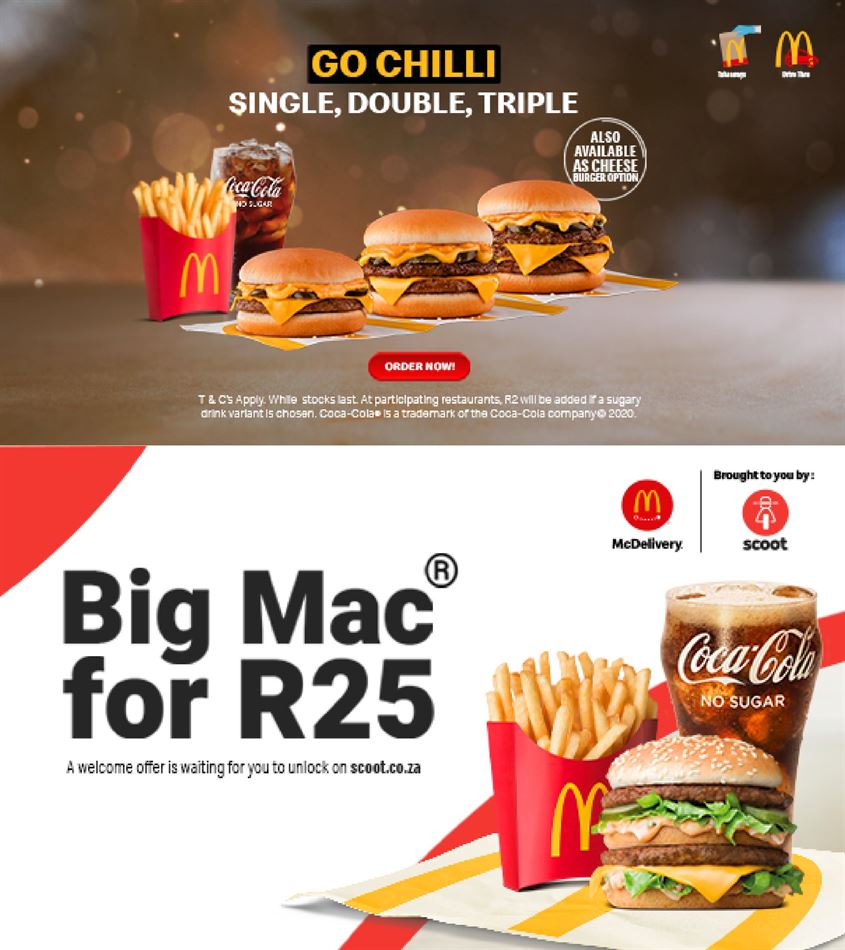 GO CHILLI
SINGLE, DOUBLE, TRIPLE
Takeaways
Drive Thru
ALSO
AVAILABLE
AS CHEESE
BURGER OPTION
Coca-Cola
NO SUGAR
ORDER NOW!
T & C's Apply. While stocks last. At participating restaurants, R2 will be added if a sugary
drink variant is chosen. Coca-Cola® is a trademark of the Coca-Cola company© 2020.
McDelivery.
Brought to you by :
scoot
Big Mac®
for R25
A welcome offer is waiting for you to unlock on scoot.co.za
Coca-Cola
NO SUGAR